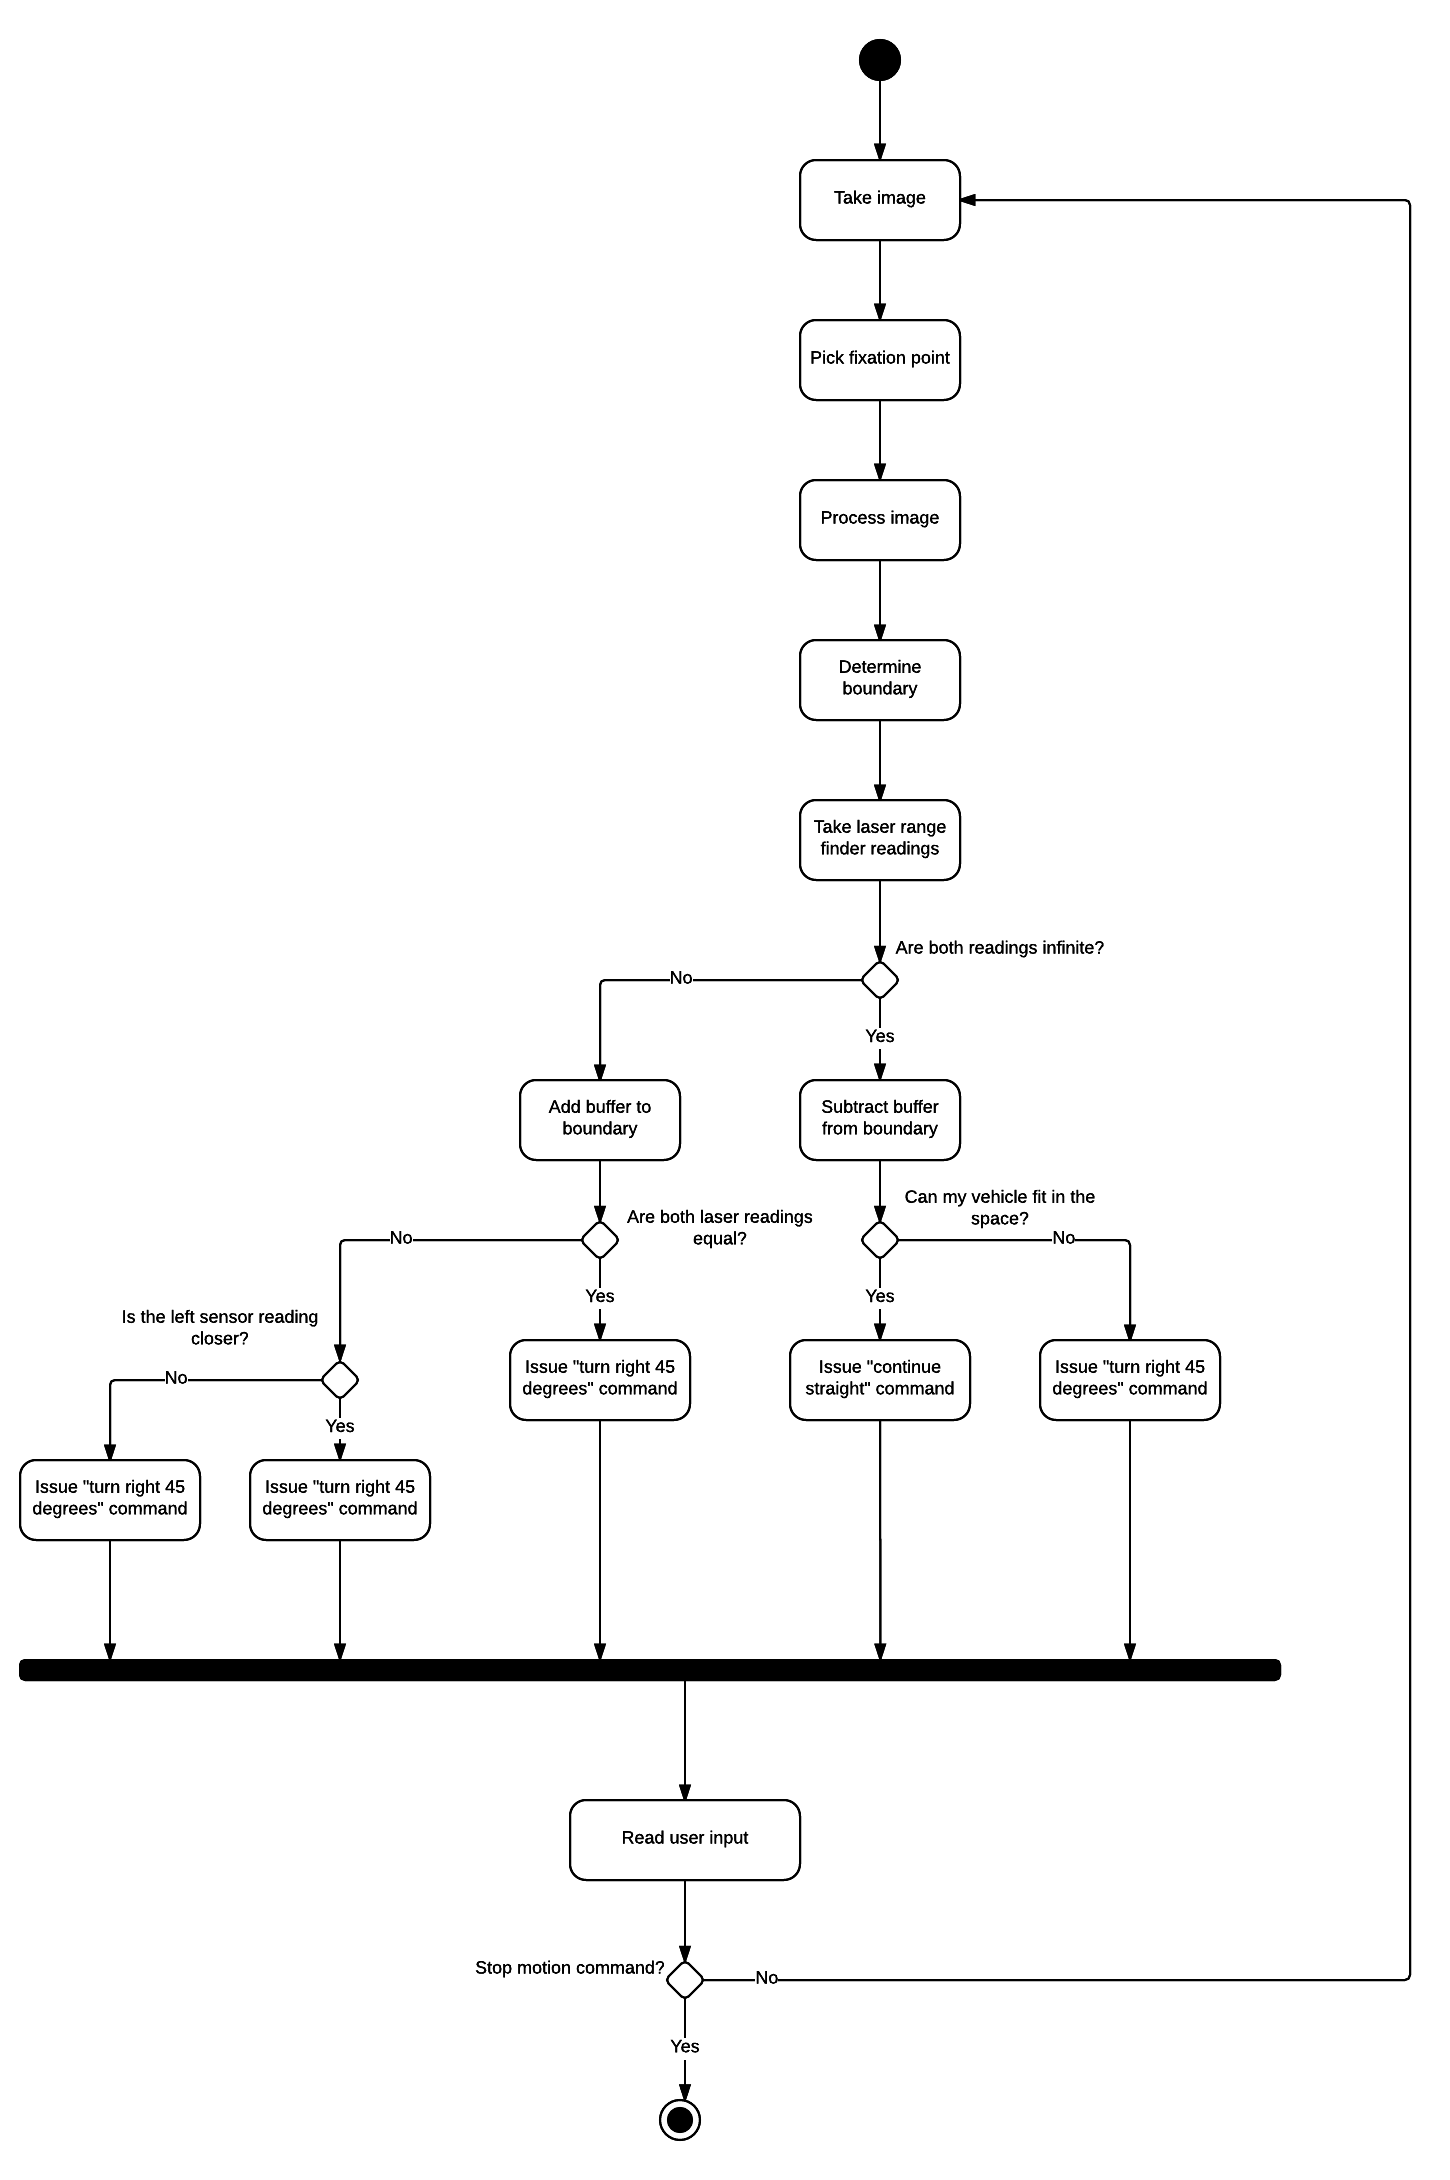 Take image
Pick fixation point
Process image
Determine
boundary
Take laser range
finder readings
Are both readings infinite?
No
Yes
Add buffer to
boundary
Subtract buffer
from boundary
Are both laser readings
equal?
Can my vehicle fit in the
space?
No
No
Yes
Yes
Is the left sensor reading
closer?
Issue "turn right 45
degrees" command
Issue "continue
straight" command
Issue "turn right 45
degrees" command
No
Yes
Issue "turn right 45
degrees" command
Issue "turn right 45
degrees" command
Read user input
Stop motion command?
No
Yes